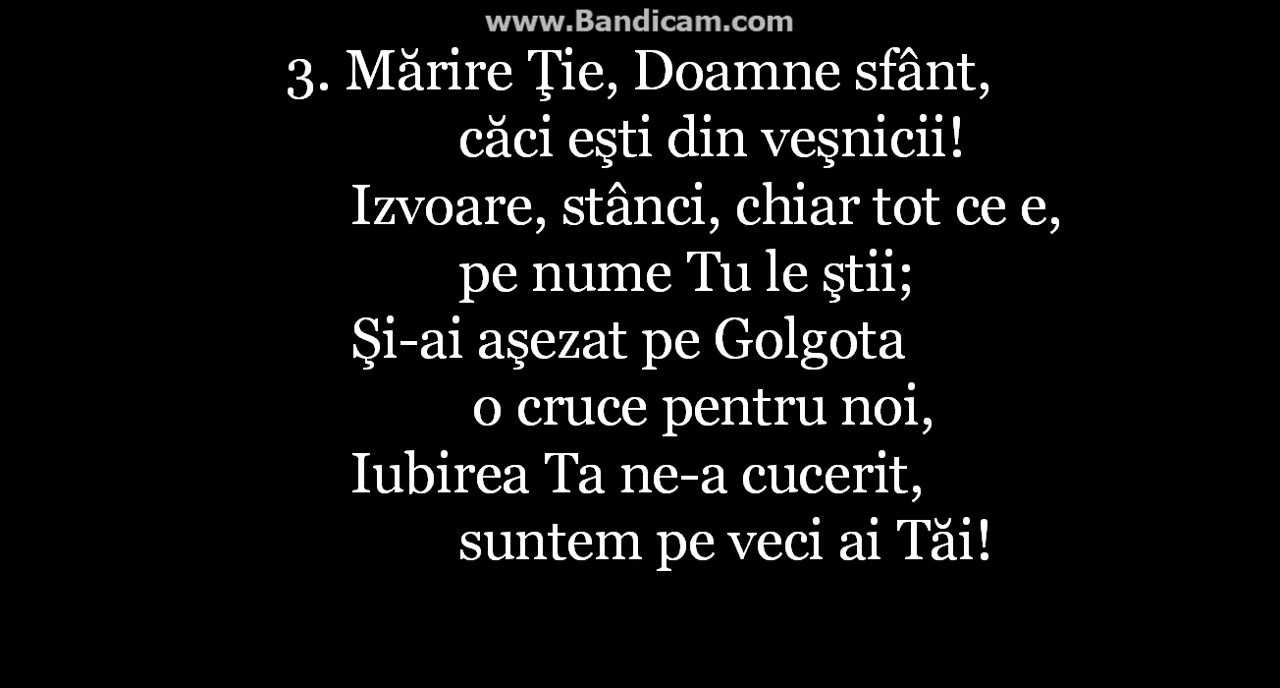 www.Bandicam.com
3. Mărire Ţie, Doamne sfânt,
căci eşti din veşnicii!
Izvoare, stânci, chiar tot ce e,
pe nume Tu le ştii;
Şi-ai aşezat pe Golgota
o cruce pentru noi,
Iubirea Ta ne-a cucerit,
suntem pe veci ai Tăi!